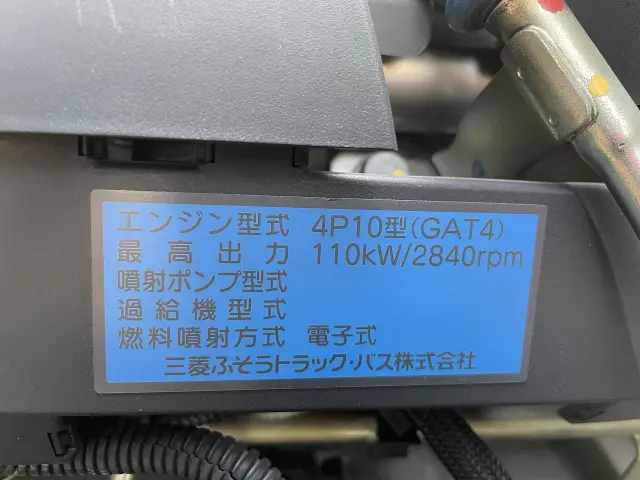 エンジン型式 4P10型(GAT4)
最高出力 110kW/2840rpm
噴射ポンプ型式
過給機型式
燃料噴射方式 電子式
三菱ふそうトラック・バス株式会社